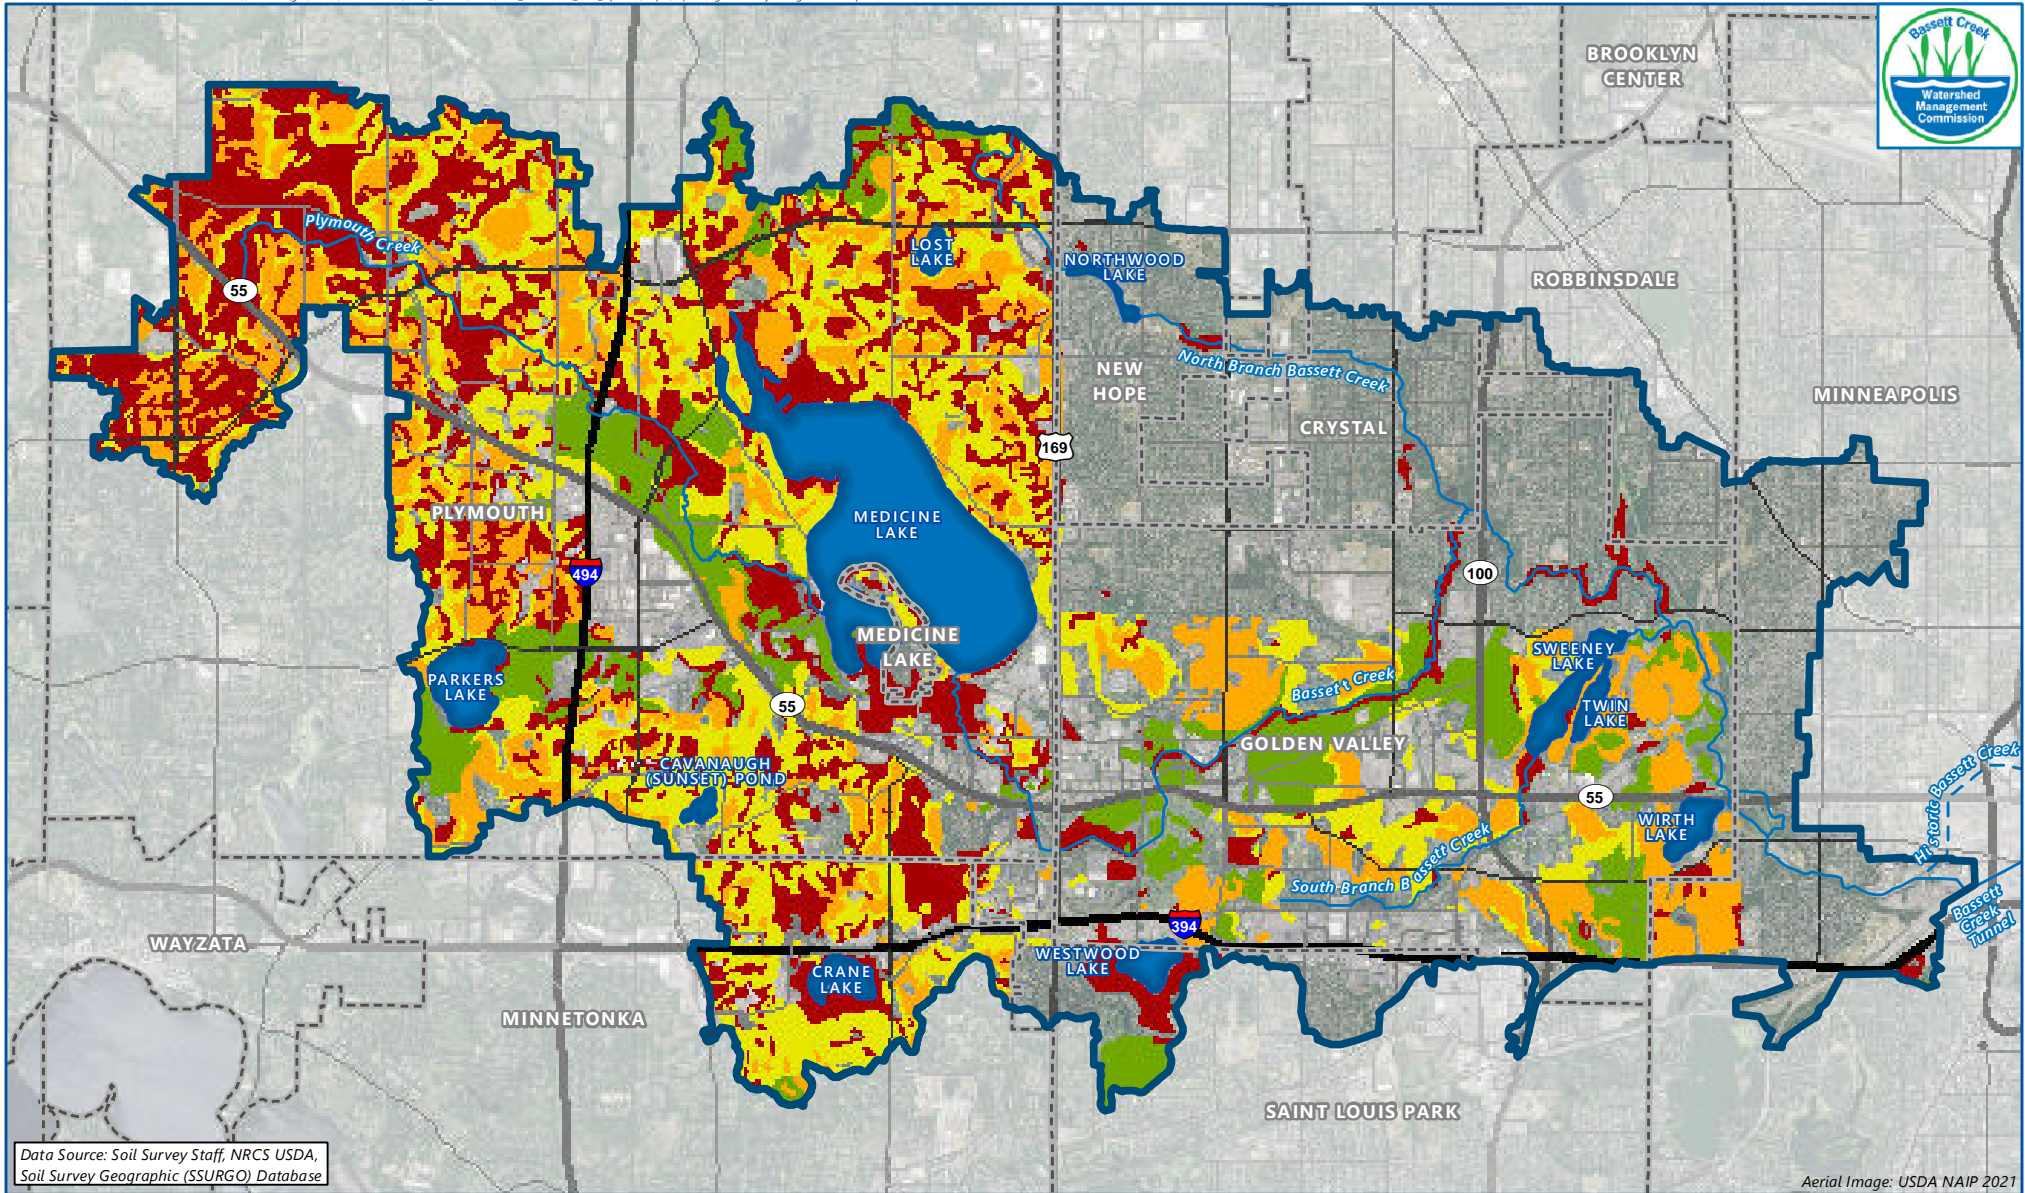 Bassett Creek
Watershed
Management
Commission
BROOKLYN
CENTER
Plymouth Creek
LOST
LAKE
NORTHWOOD
LAKE
ROBBINSDALE
55
North Branch Bassett Creek
NEW
HOPE
MINNEAPOLIS
CRYSTAL
169
PLYMOUTH
MEDICINE
LAKE
494
100
MEDICINE
LAKE
SWEENEY
LAKE
PARKERS
LAKE
Bassett Creek
TWIN
LAKE
55
GOLDEN VALLEY
CAVANAUGH
(SUNSET) POND
55
Historic Bassett Creek
WIRTH
LAKE
South Branch Bassett Creek
Bassett
Creek
Tunnel
394
WAYZATA
WESTWOOD
LAKE
CRANE
LAKE
MINNETONKA
SAINT LOUIS PARK
Data Source: Soil Survey Staff, NRCS USDA,
Soil Survey Geographic (SSURGO) Database
Aerial Image: USDA NAIP 2021